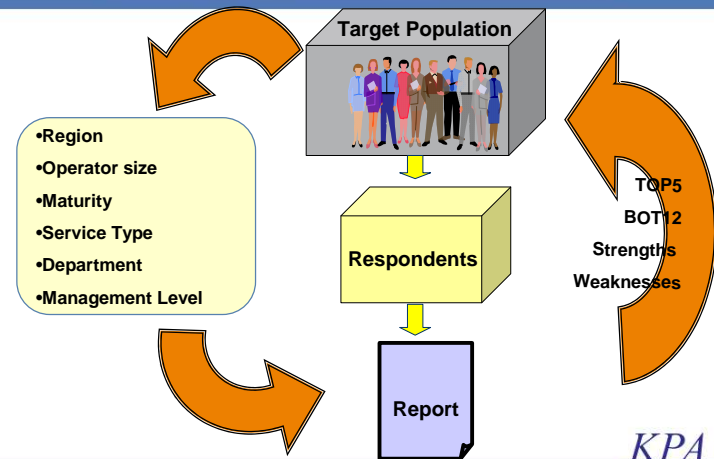 Target Population
•Region
•Operator size
•Maturity
•Service Type
•Department
•Management Level
Respondents
TOP5
BOT12
Strengths
Weaknesses
Report
KPA